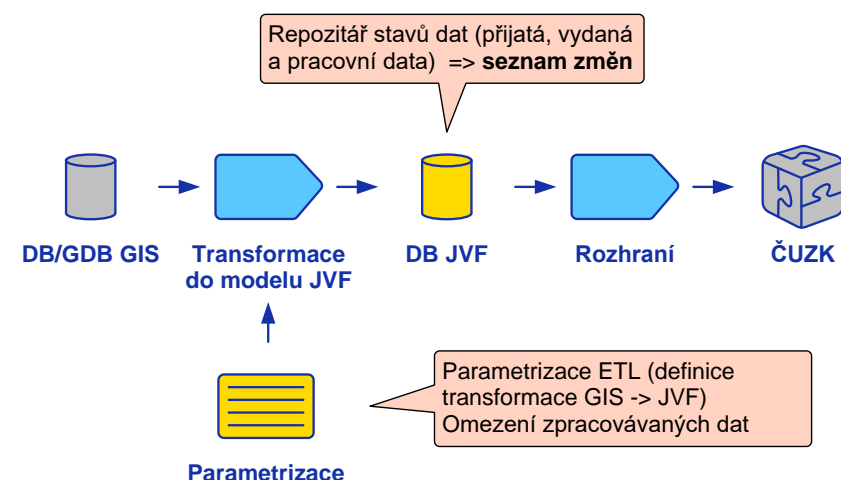 Repozitář stavů dat (přijatá, vydaná
a pracovní data)  => seznam změn
DB/GDB GIS
Transformace
do modelu JVF
DB JVF
Rozhraní
ČUZK
Parametrizace ETL (definice
transformace GIS -> JVF)
Omezení zpracovávaných dat
Parametrizace